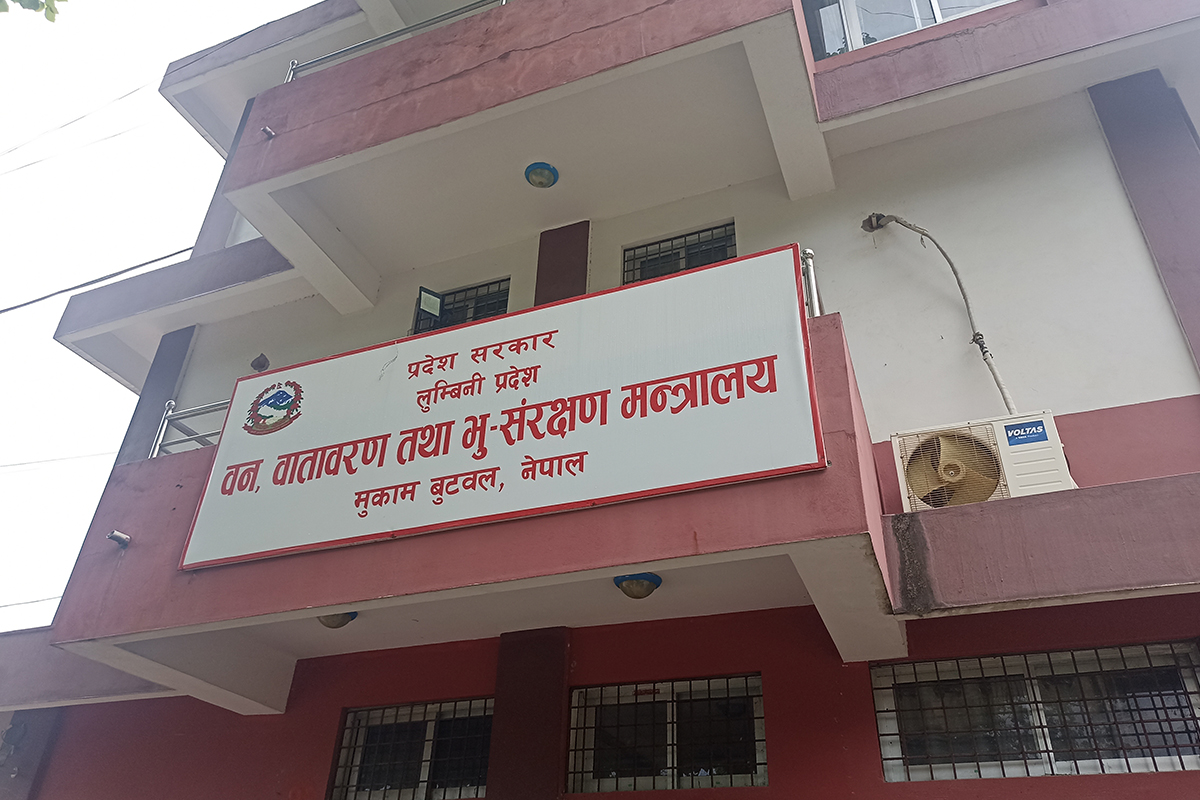 प्रदेश सरकार
लुम्बिनी प्रदेश
वन, वातावरण तथा भु-संरक्षण मन्त्रालय
मुकाम बुटवल, नेपाल
VOLTAS